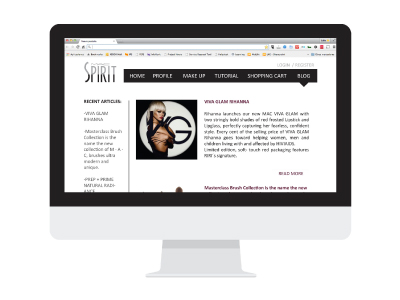 LOGIN / REGISTER
SPIRIT
HOME PROFILE MAKE UP TUTORIAL SHOPPING CART BLOG
RECENT ARTICLES:
-VIVA GLAM
RIHANNA
-Masterclass Brush
Collection is the
name the new
collection of M - A -
C, brushes ultra
modern and
unique.
-PREP + PRIME
NATURAL RADI-
ANCE
VIVA GLAM RIHANNA
Rihanna launches our new MAC VIVA GLAM with
two stringly bold shades of red frosted Lipstick and
Liglass, perfectly capturing her fearless, confident
style. Every cent of the selling price of VIVA GLAM
Rihanna goes toward helping women, men and
children living with and affected by HIV/AIDS.
Limited edition, soft- touch red packaging features
RIRI´s signature.
READ MORE
Masterclass Brush Collection is the name the new